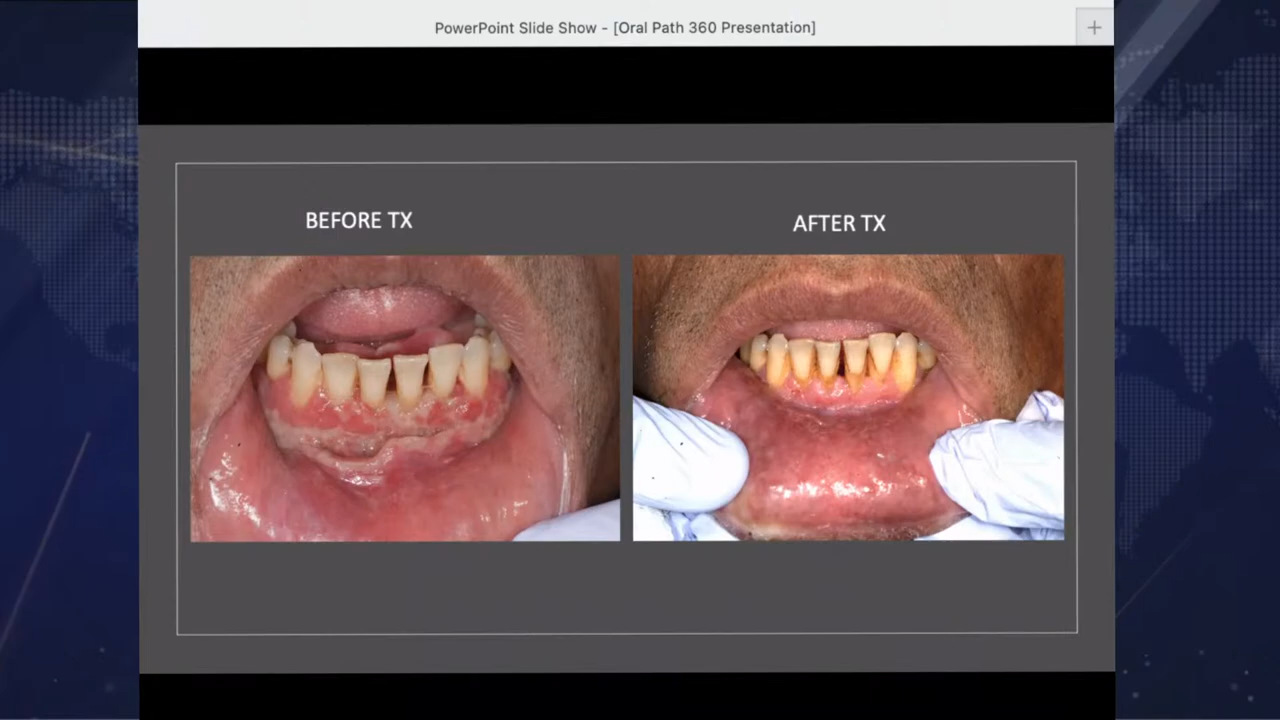 PowerPoint Slide Show - [Oral Path 360 Presentation]
BEFORE TX
AFTER TX